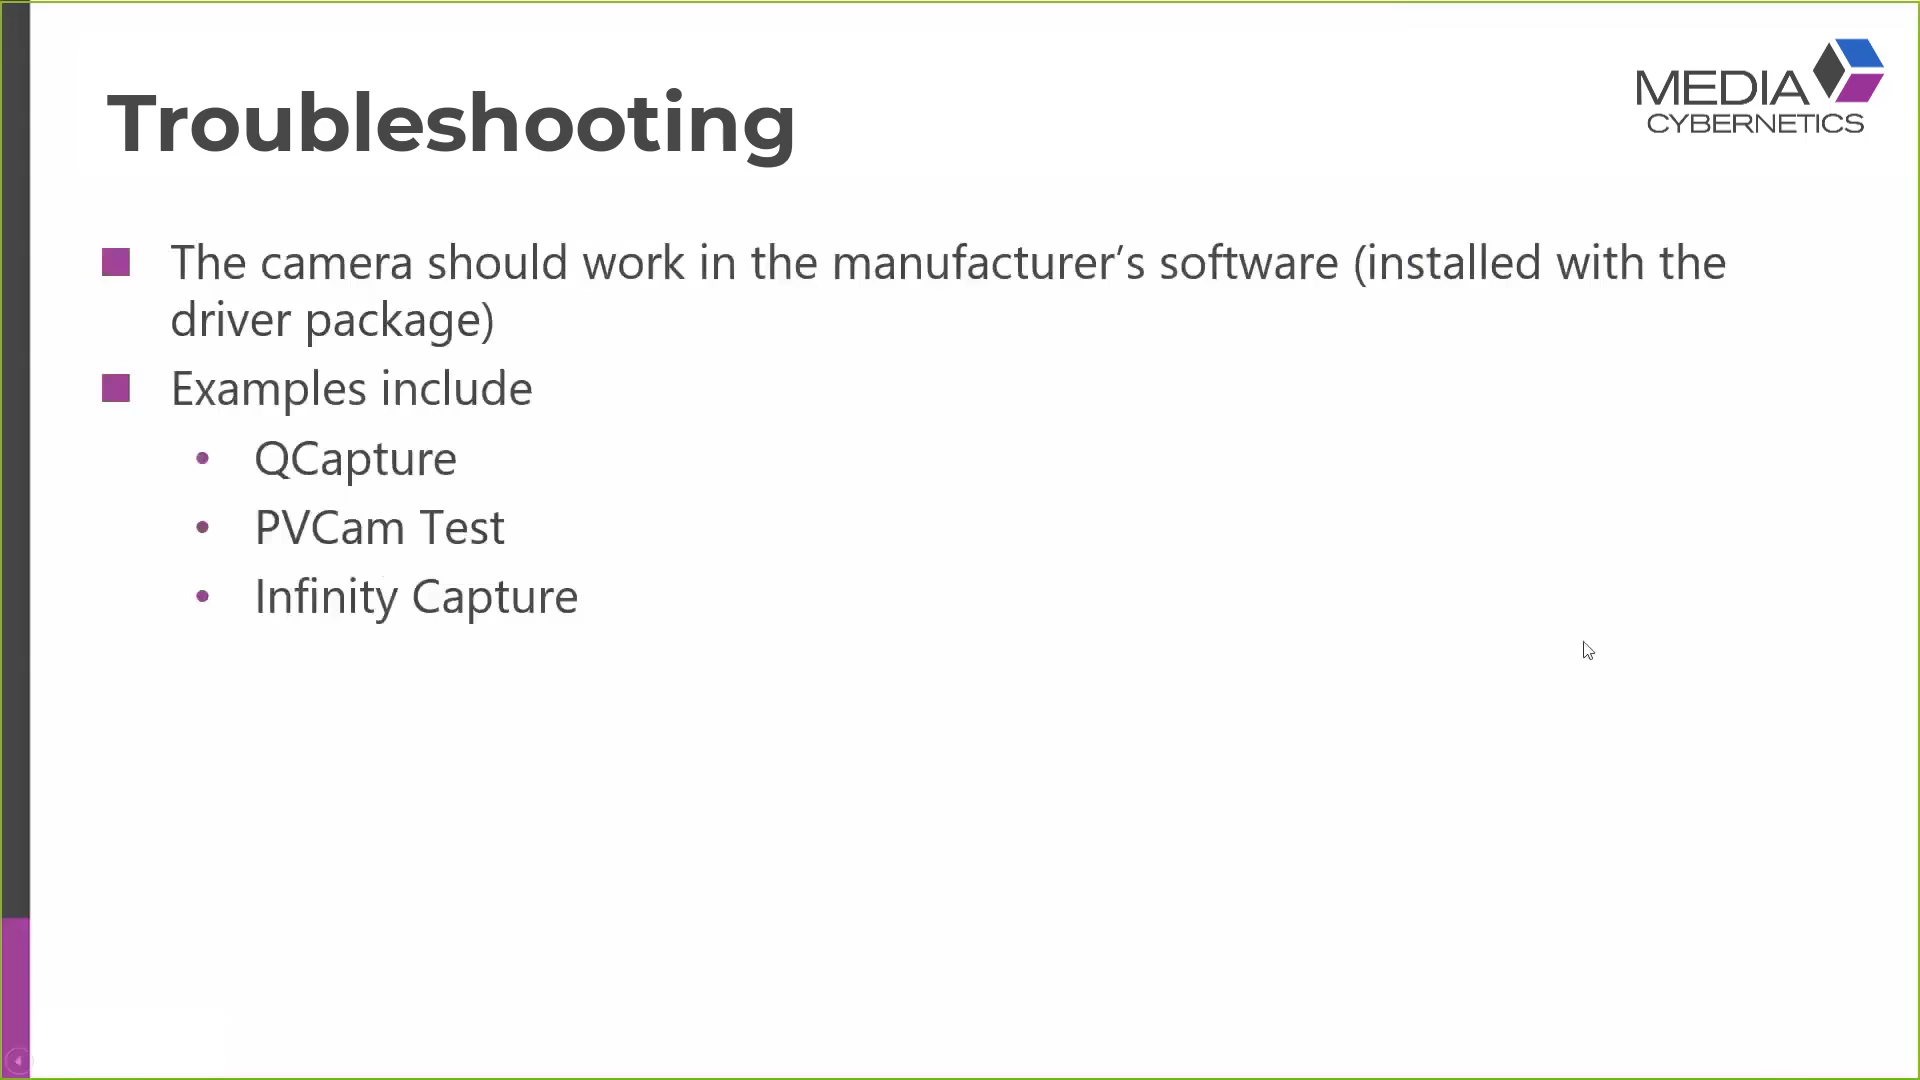 MEDIA
CYBERNETICS
Troubleshooting
The camera should work in the manufacturer’s software (installed with the
driver package)
Examples include
QCapture
PVCam Test
Infinity Capture